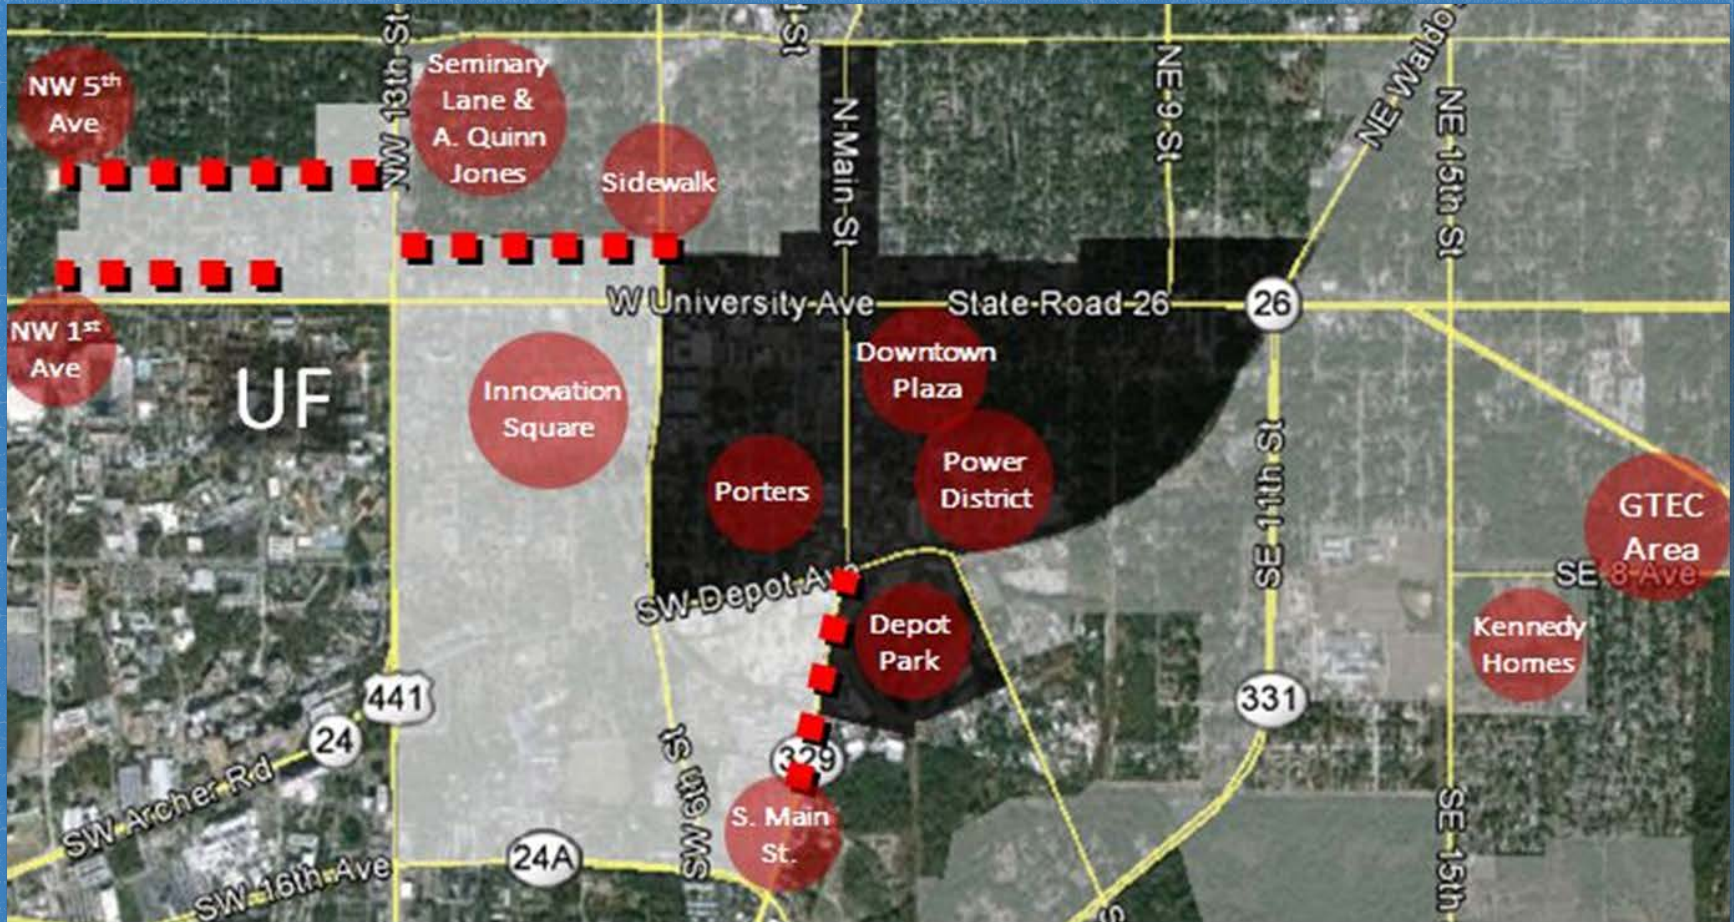 NW 13th St
N St
NE Waldo
Seminary
Lane &
A. Quinn
Jones
NW 5th
Ave
Sidewalk
N Main St
NE 9 St
NE 15th St
W University Ave
State Road 26
26
NW 1st
Ave
UF
Innovation
Square
Downtown
Plaza
Porters
Power
District
SE 11th St
GTEC
Area
SE 8 Ave
SW Depot Ave
Depot
Park
Kennedy
Homes
441
24
331
329
SW Archer Rd
SW 6th St
S. Main
St.
24A
SW 16th Ave
SE 15th
S